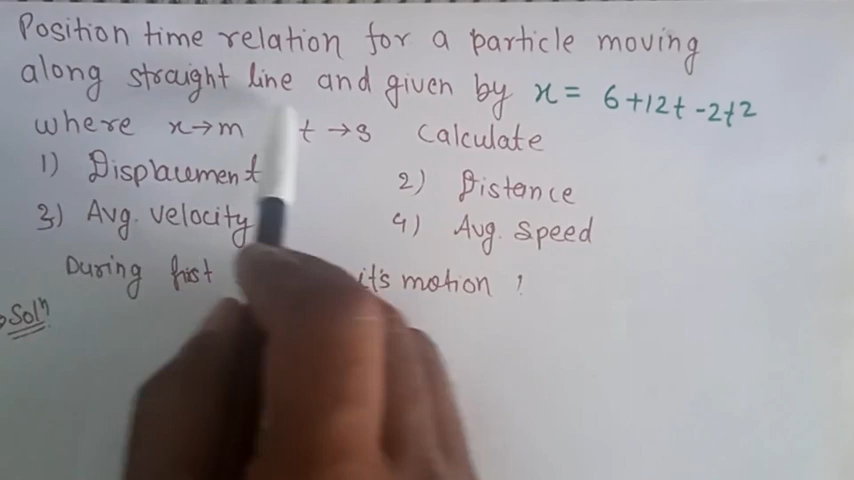 Position time relation for a particle moving
along straight line and given by x = 6+12t-2t²
where x→m t→s Calculate
1) Displacement 2) Distance
3) Avg. velocity 4) Avg. speed
During first it's motion ?
Solⁿ